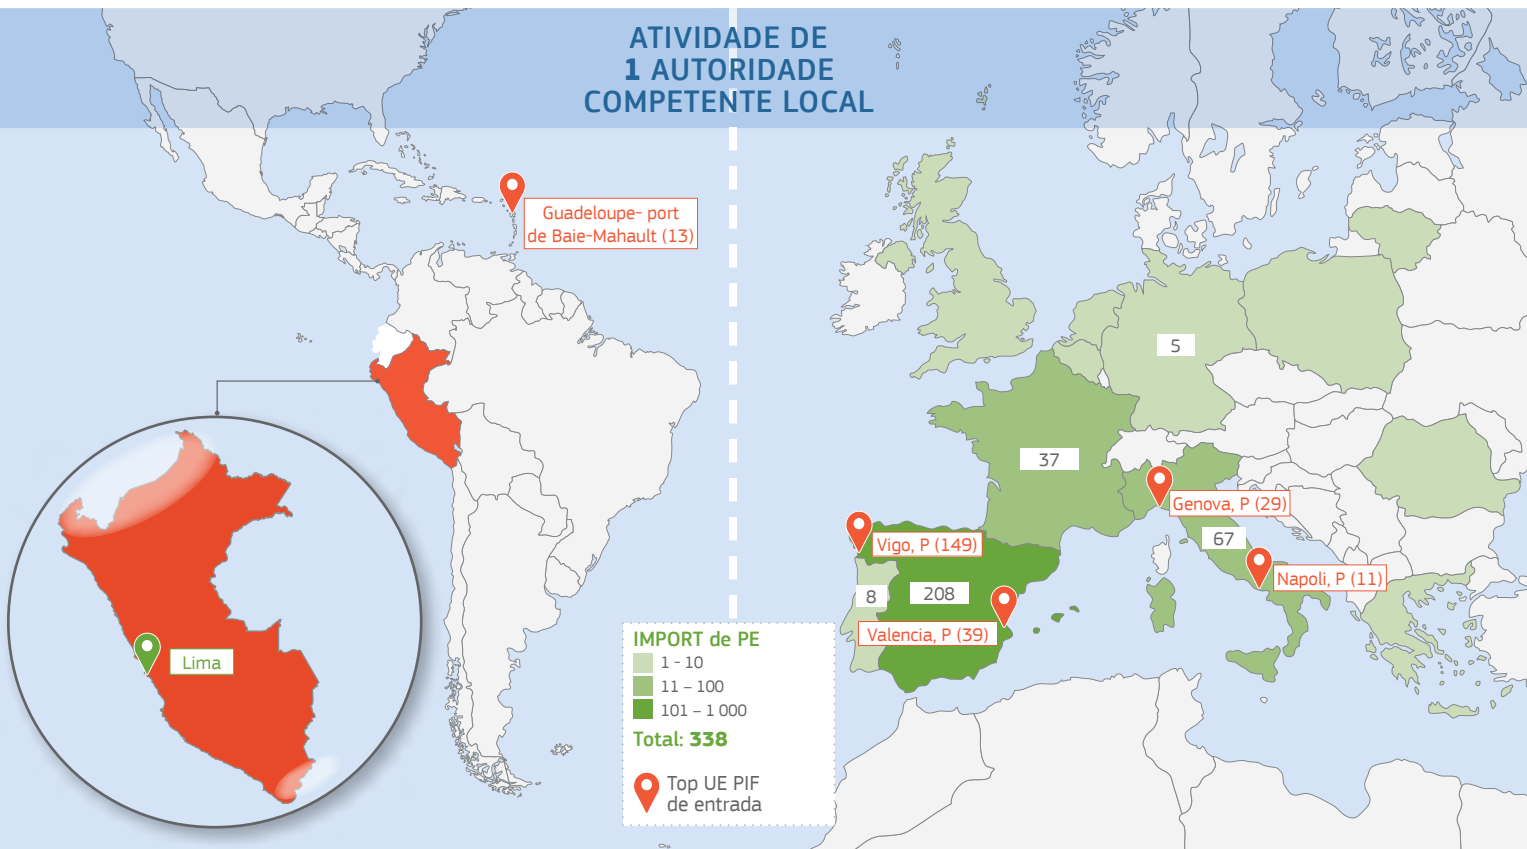 ATIVIDADE DE
1 AUTORIDADE
COMPETENTE LOCAL
Guadeloupe- port
de Baie-Mahault (13)
5
37
Genova, P (29)
67
Vigo, P (149)
Napoli, P (11)
8
208
Valencia, P (39)
Lima
IMPORT de PE
1 - 10
11 – 100
101 – 1 000
Total: 338
Top UE PIF
de entrada